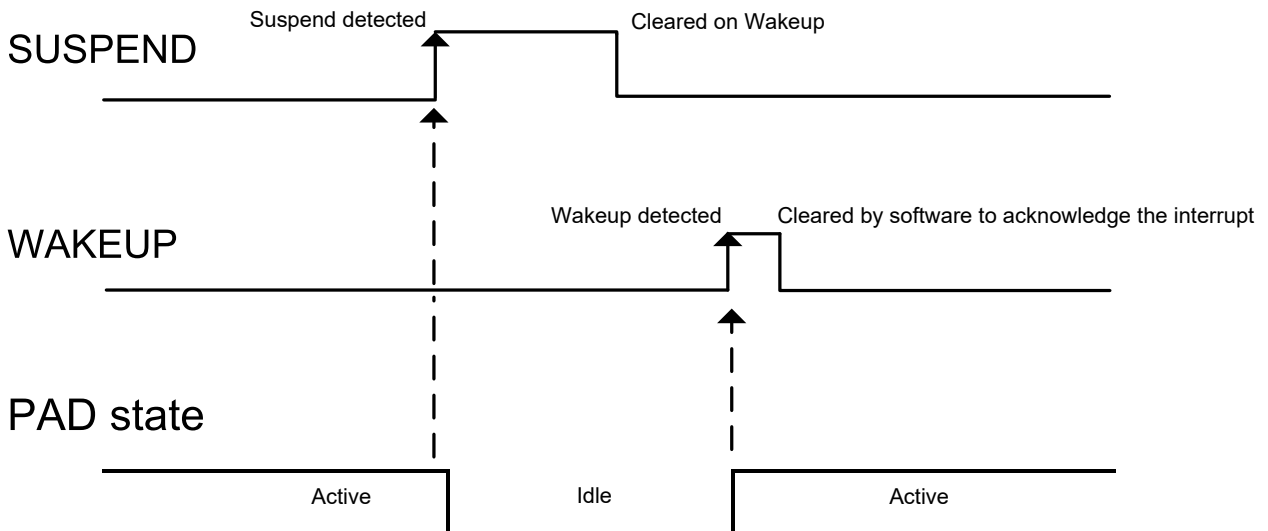 Suspend detected
Cleared on Wakeup
SUSPEND
Wakeup detected
Cleared by software to acknowledge the interrupt
WAKEUP
PAD state
Active
Idle
Active